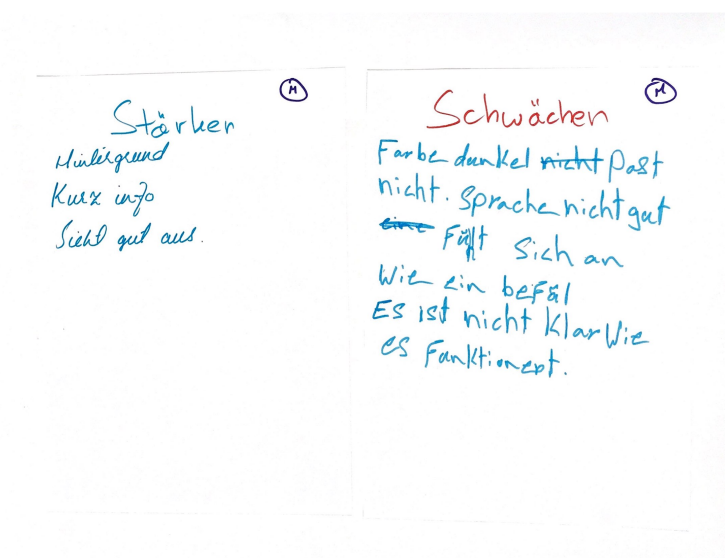 M
Stärken
Hintergrund
Kurz info
Sieht gut aus.
M
Schwächen
Farbe dunkel nicht past
nicht. Sprache nicht gut
eine Fült sich an
Wie ein befäl
Es ist nicht Klar Wie
es Funktionert.